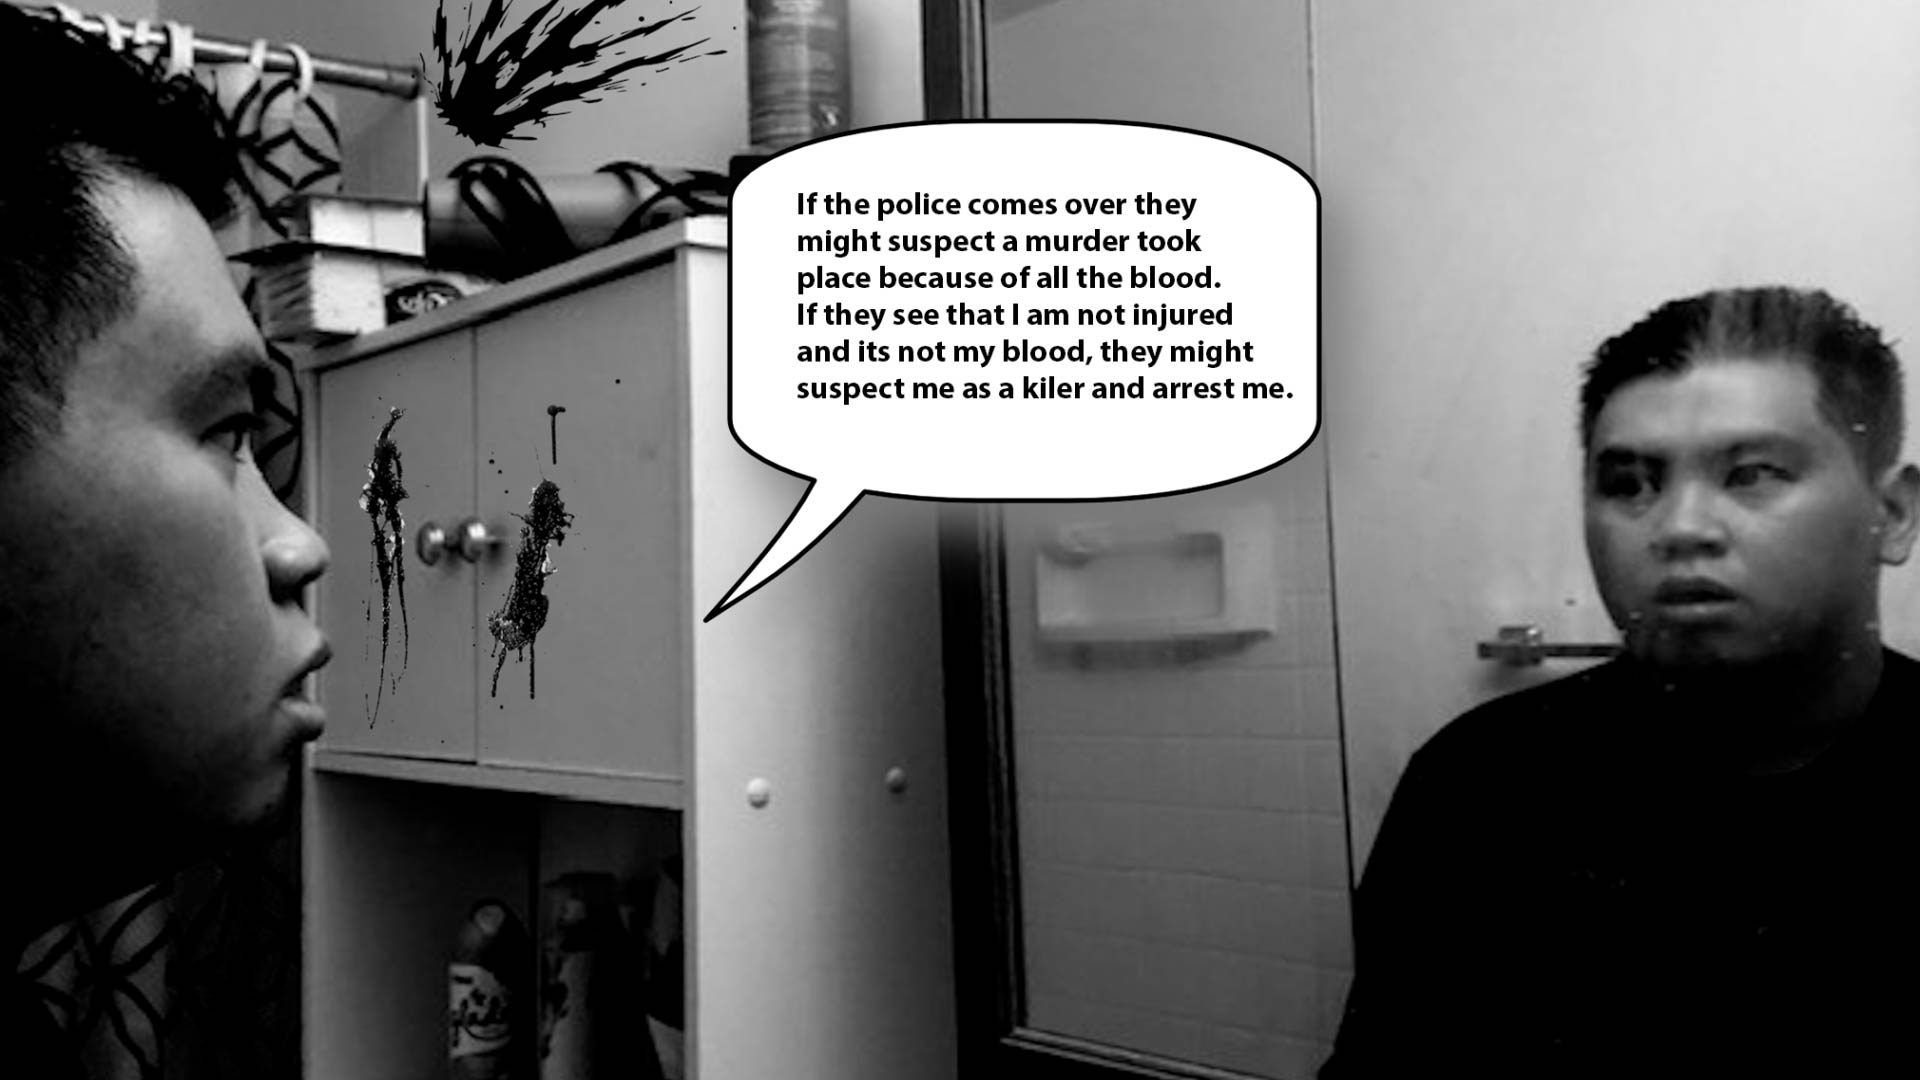 If the police comes over they
might suspect a murder took
place because of all the blood.
If they see that I am not injured
and its not my blood, they might
suspect me as a kiler and arrest me.